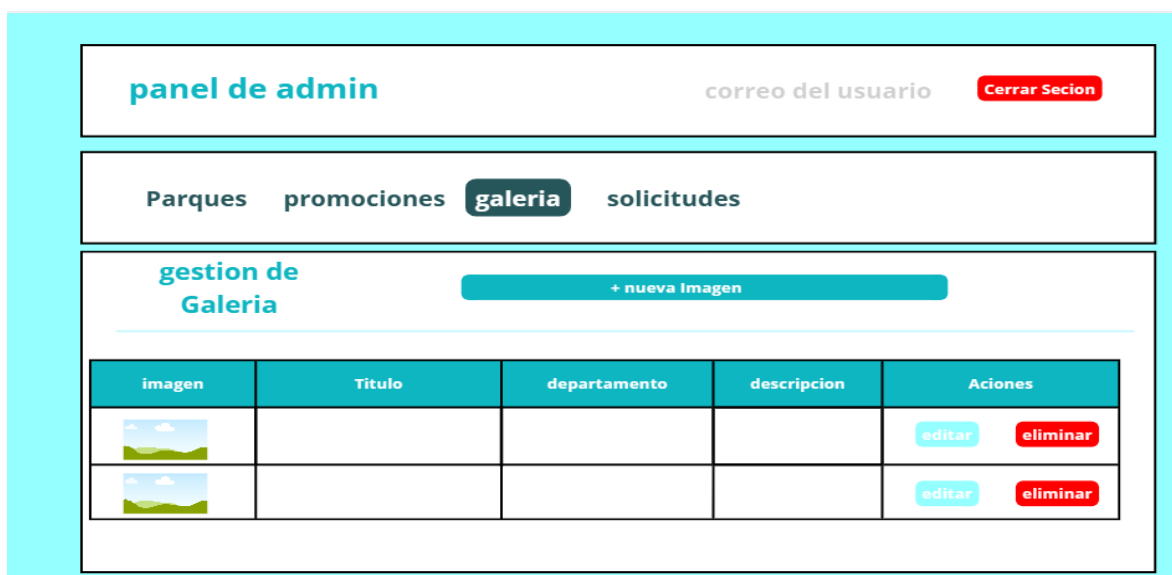 panel de admin
correo del usuario
Cerrar Secion
Parques promociones galeria solicitudes
gestion de
Galeria
+ nueva Imagen
imagen Titulo departamento descripcion Aciones
editar eliminar
editar eliminar